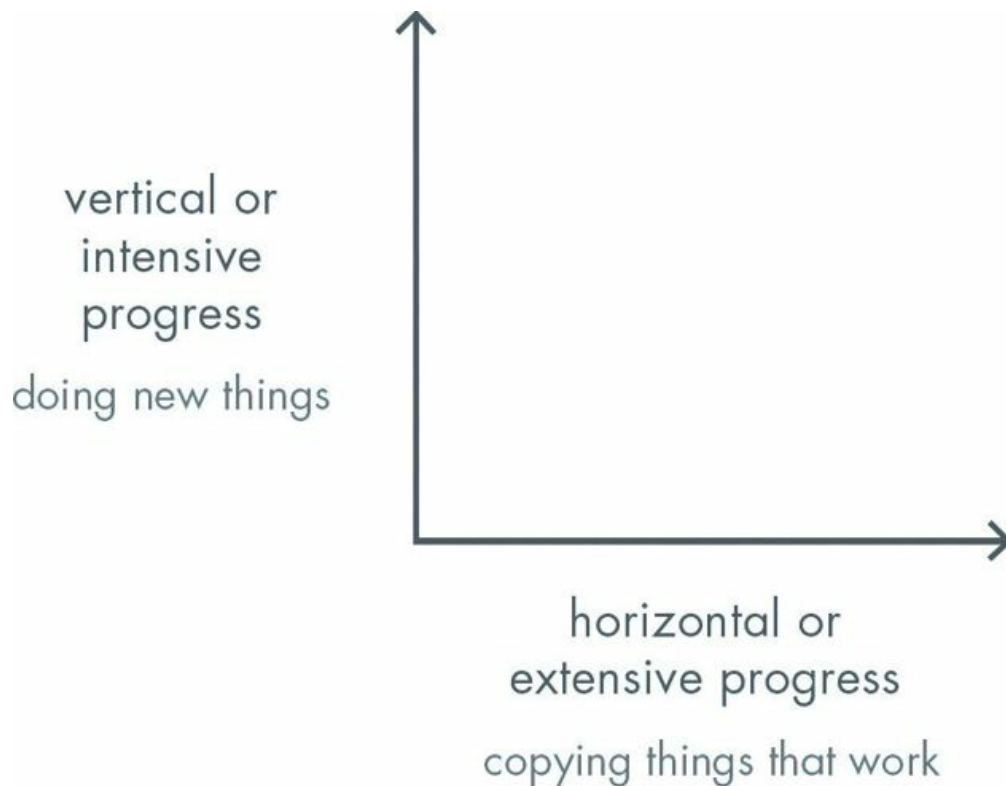 vertical or
intensive
progress
doing new things
horizontal or
extensive progress
copying things that work